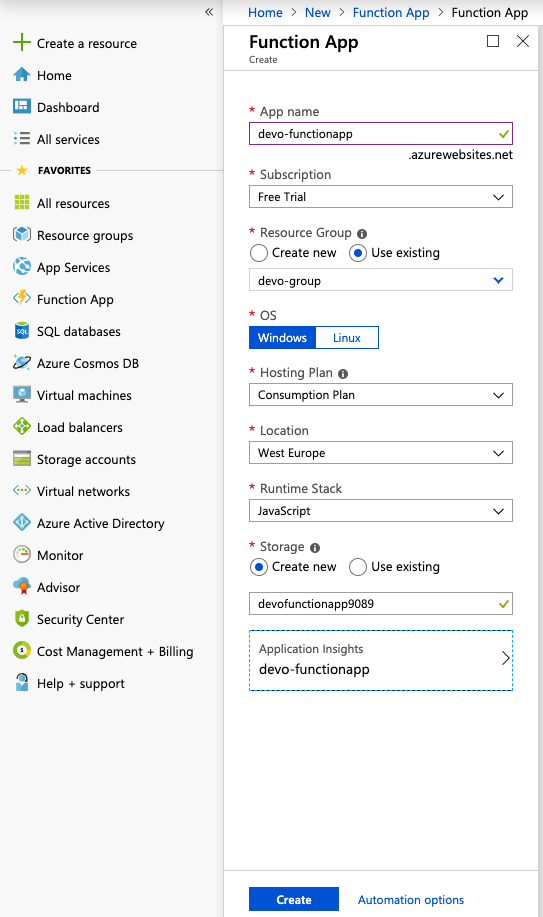 «
Create a resource
Home
Dashboard
All services
FAVORITES
All resources
Resource groups
App Services
Function App
SQL databases
Azure Cosmos DB
Virtual machines
Load balancers
Storage accounts
Virtual networks
Azure Active Directory
Monitor
Advisor
Security Center
Cost Management + Billing
Help + support
Home > New > Function App > Function App
Function App
Create
* App name
devo-functionapp
.azurewebsites.net
* Subscription
Free Trial
* Resource Group
Create new Use existing
devo-group
* OS
Windows Linux
* Hosting Plan
Consumption Plan
* Location
West Europe
* Runtime Stack
JavaScript
* Storage
Create new Use existing
devofunctionapp9089
Application Insights
devo-functionapp
Create Automation options